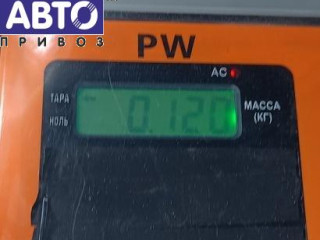 АВТО
ПРИВОЗ
PW
AC
ТАРА
НОЛЬ
0.120
МАССА
(КГ)